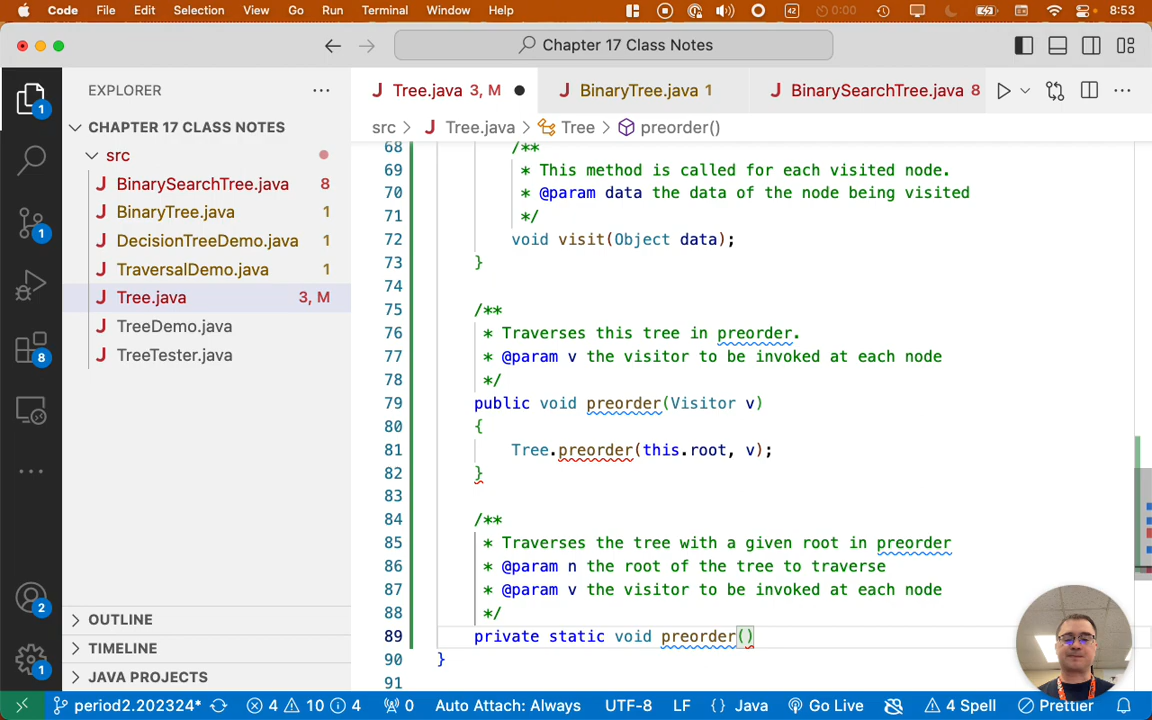 Code File Edit Selection View Go Run Terminal Window Help 42 0:00 8:53
Chapter 17 Class Notes
EXPLORER
Tree.java 3, M
BinaryTree.java 1
BinarySearchTree.java 8
CHAPTER 17 CLASS NOTES
src > Tree.java > Tree > preorder()
src
BinarySearchTree.java 8
BinaryTree.java 1
DecisionTreeDemo.java 1
TraversalDemo.java 1
Tree.java 3, M
TreeDemo.java
TreeTester.java
OUTLINE
TIMELINE
JAVA PROJECTS
1
1
8
2
1
68 /**
69 * This method is called for each visited node.
70 * @param data the data of the node being visited
71 */
72 void visit(Object data);
73 }
74
75 /**
76 * Traverses this tree in preorder.
77 * @param v the visitor to be invoked at each node
78 */
79 public void preorder(Visitor v)
80 {
81 Tree.preorder(this.root, v);
82 }
83
84 /**
85 * Traverses the tree with a given root in preorder
86 * @param n the root of the tree to traverse
87 * @param v the visitor to be invoked at each node
88 */
89 private static void preorder()
90 }
91
period2.202324* 4 10 4 0 Auto Attach: Always UTF-8 LF {} Java Go Live 4 Spell Prettier